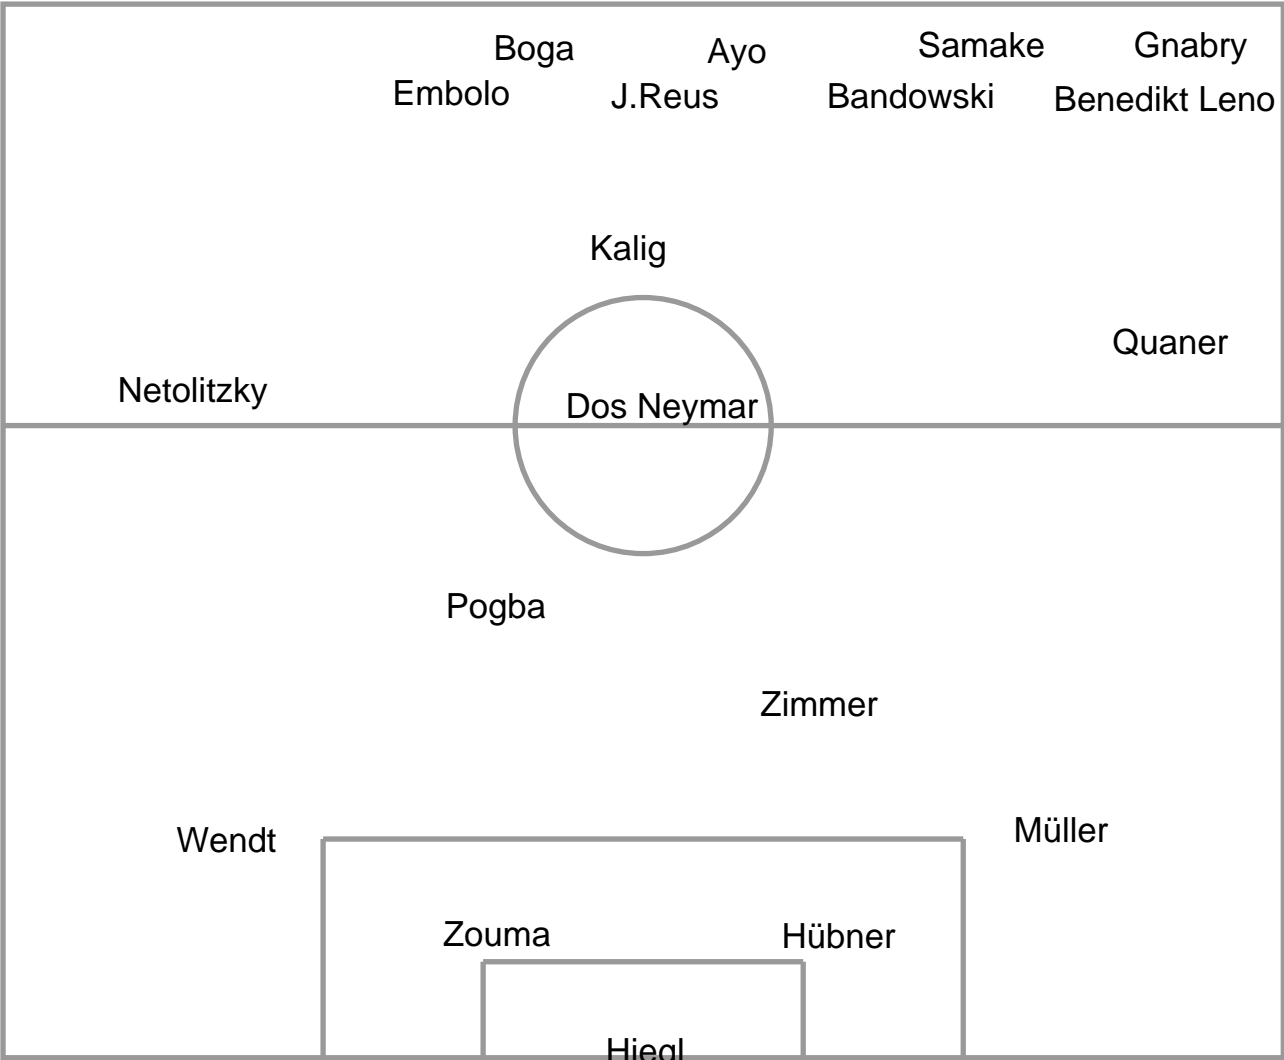 Boga Ayo Samake Gnabry
Embolo J.Reus Bandowski Benedikt Leno
Kalig
Quaner
Netolitzky
Dos Neymar
Pogba
Zimmer
Wendt Müller
Zouma Hübner
Hiegl